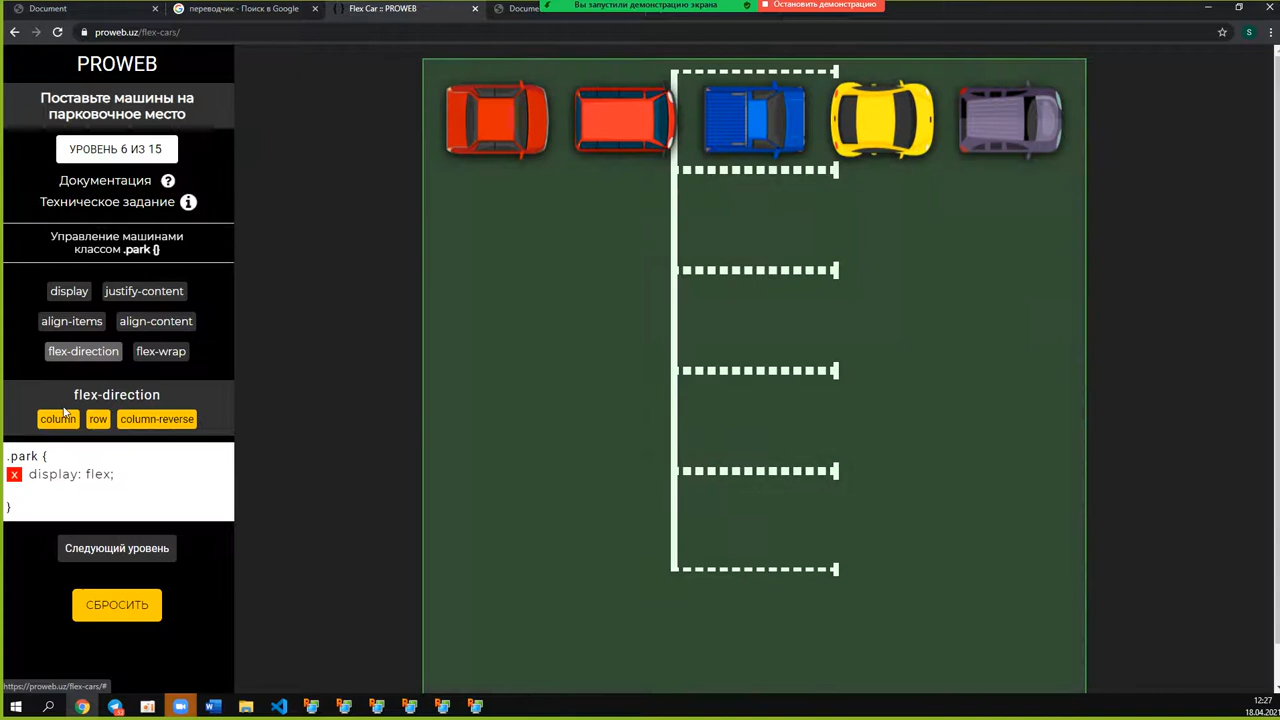 Document
переводчик - Поиск в Google
Flex Car :: PROWEB
Docume
Вы запустили демонстрацию экрана
Остановить демонстрацию
proweb.uz/flex-cars/
S
PROWEB
Поставьте машины на
парковочное место
УРОВЕНЬ 6 ИЗ 15
Документация ?
Техническое задание i
Управление машинами
классом .park {}
display justify-content
align-items align-content
flex-direction flex-wrap
flex-direction
column row column-reverse
.park {
x display: flex;
}
Следующий уровень
СБРОСИТЬ
https://proweb.uz/flex-cars/#
12:27
18.04.2021